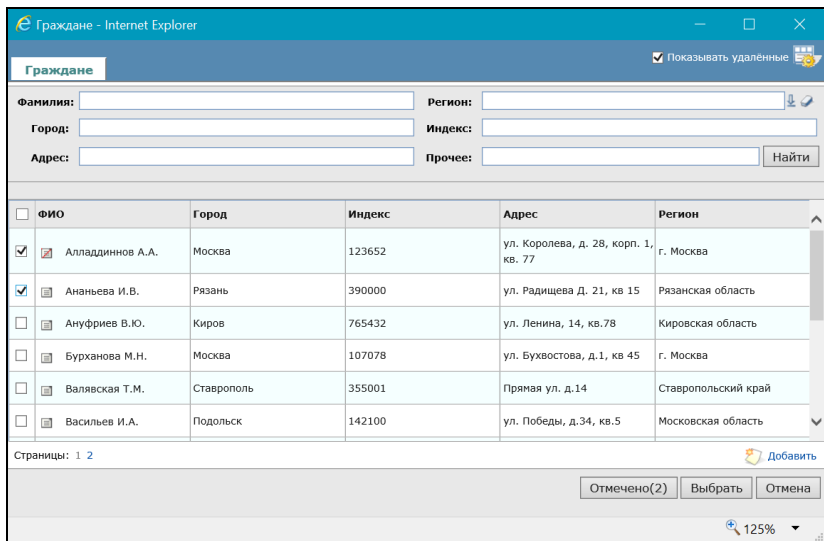 Граждане - Internet Explorer
Показывать удалённые
Граждане
Фамилия: Регион:
Город: Индекс:
Адрес: Прочее: Найти
ФИО Город Индекс Адрес Регион
Алладдиннов А.А. Москва 123652 ул. Королева, д. 28, корп. 1, кв. 77 г. Москва
Ананьева И.В. Рязань 390000 ул. Радищева Д. 21, кв 15 Рязанская область
Ануфриев В.Ю. Киров 765432 ул. Ленина, 14, кв.78 Кировская область
Бурханова М.Н. Москва 107078 ул. Бухвостова, д.1, кв 45 г. Москва
Валявская Т.М. Ставрополь 355001 Прямая ул. д.14 Ставропольский край
Васильев И.А. Подольск 142100 ул. Победы, д.34, кв.5 Московская область
Страницы: 1 2 Добавить
Отмечено(2) Выбрать Отмена
125%